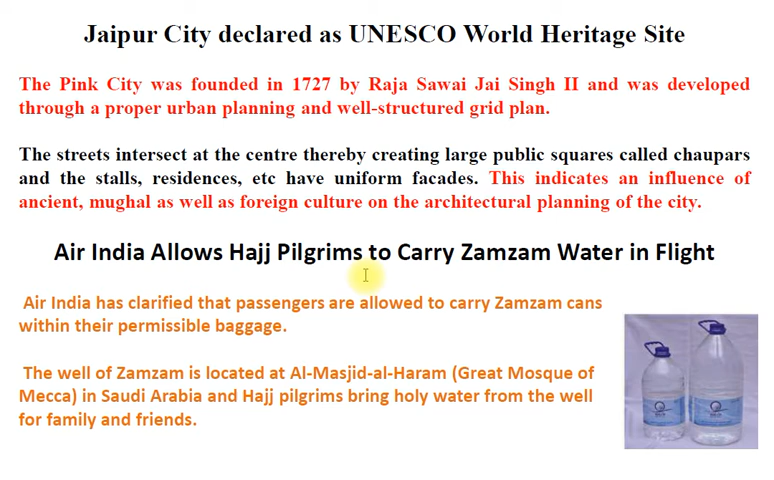 Jaipur City declared as UNESCO World Heritage Site
The Pink City was founded in 1727 by Raja Sawai Jai Singh II and was developed
through a proper urban planning and well-structured grid plan.
The streets intersect at the centre thereby creating large public squares called chaupars
and the stalls, residences, etc have uniform facades. This indicates an influence of
ancient, mughal as well as foreign culture on the architectural planning of the city.
Air India Allows Hajj Pilgrims to Carry Zamzam Water in Flight
Air India has clarified that passengers are allowed to carry Zamzam cans
within their permissible baggage.
The well of Zamzam is located at Al-Masjid-al-Haram (Great Mosque of
Mecca) in Saudi Arabia and Hajj pilgrims bring holy water from the well
for family and friends.